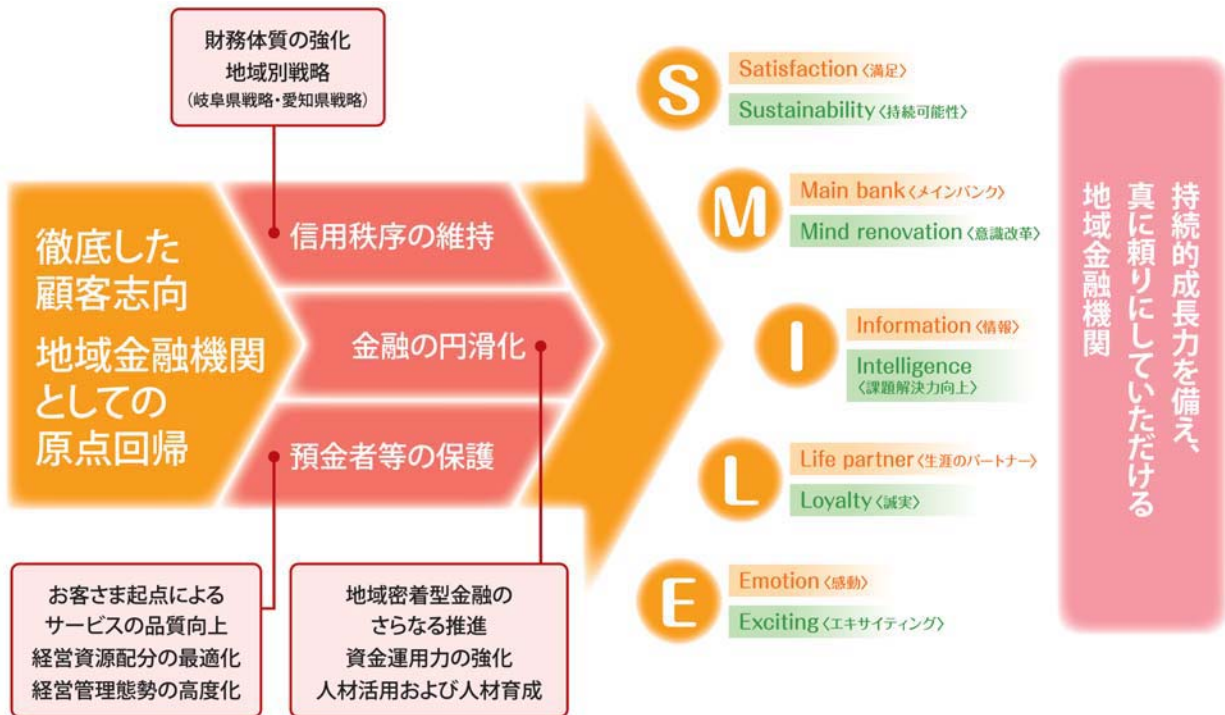 財務体質の強化
地域別戦略
(岐阜県戦略・愛知県戦略)
徹底した
顧客志向
地域金融機関
としての
原点回帰
信用秩序の維持
金融の円滑化
預金者等の保護
お客さま起点による
サービスの品質向上
経営資源配分の最適化
経営管理態勢の高度化
地域密着型金融の
さらなる推進
資金運用力の強化
人材活用および人材育成
S
Satisfaction〈満足〉
Sustainability〈持続可能性〉
M
Main bank〈メインバンク〉
Mind renovation〈意識改革〉
I
Information〈情報〉
Intelligence
〈課題解決力向上〉
L
Life partner〈生涯のパートナー〉
Loyalty〈誠実〉
E
Emotion〈感動〉
Exciting〈エキサイティング〉
持続的成長力を備え、
真に頼りにしていただける
地域金融機関